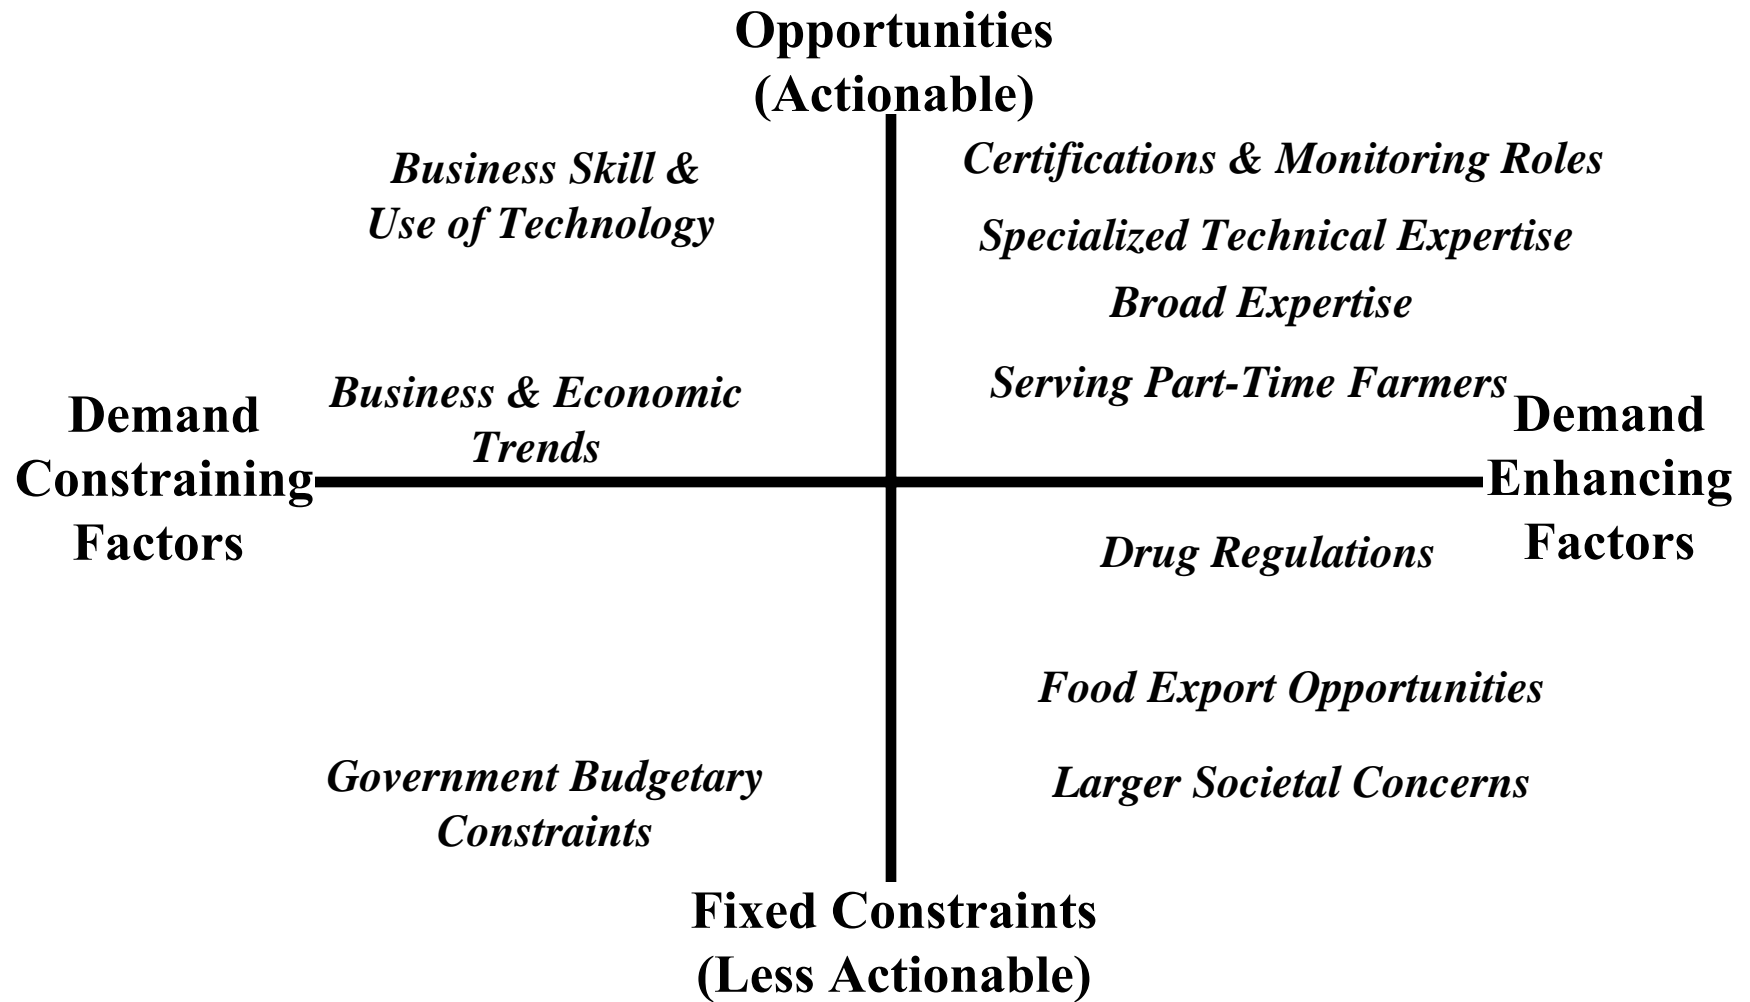 Opportunities
(Actionable)
Business Skill &
Use of Technology
Certifications & Monitoring Roles
Specialized Technical Expertise
Broad Expertise
Serving Part-Time Farmers
Business & Economic
Trends
Demand
Constraining
Factors
Demand
Enhancing
Factors
Drug Regulations
Food Export Opportunities
Larger Societal Concerns
Government Budgetary
Constraints
Fixed Constraints
(Less Actionable)